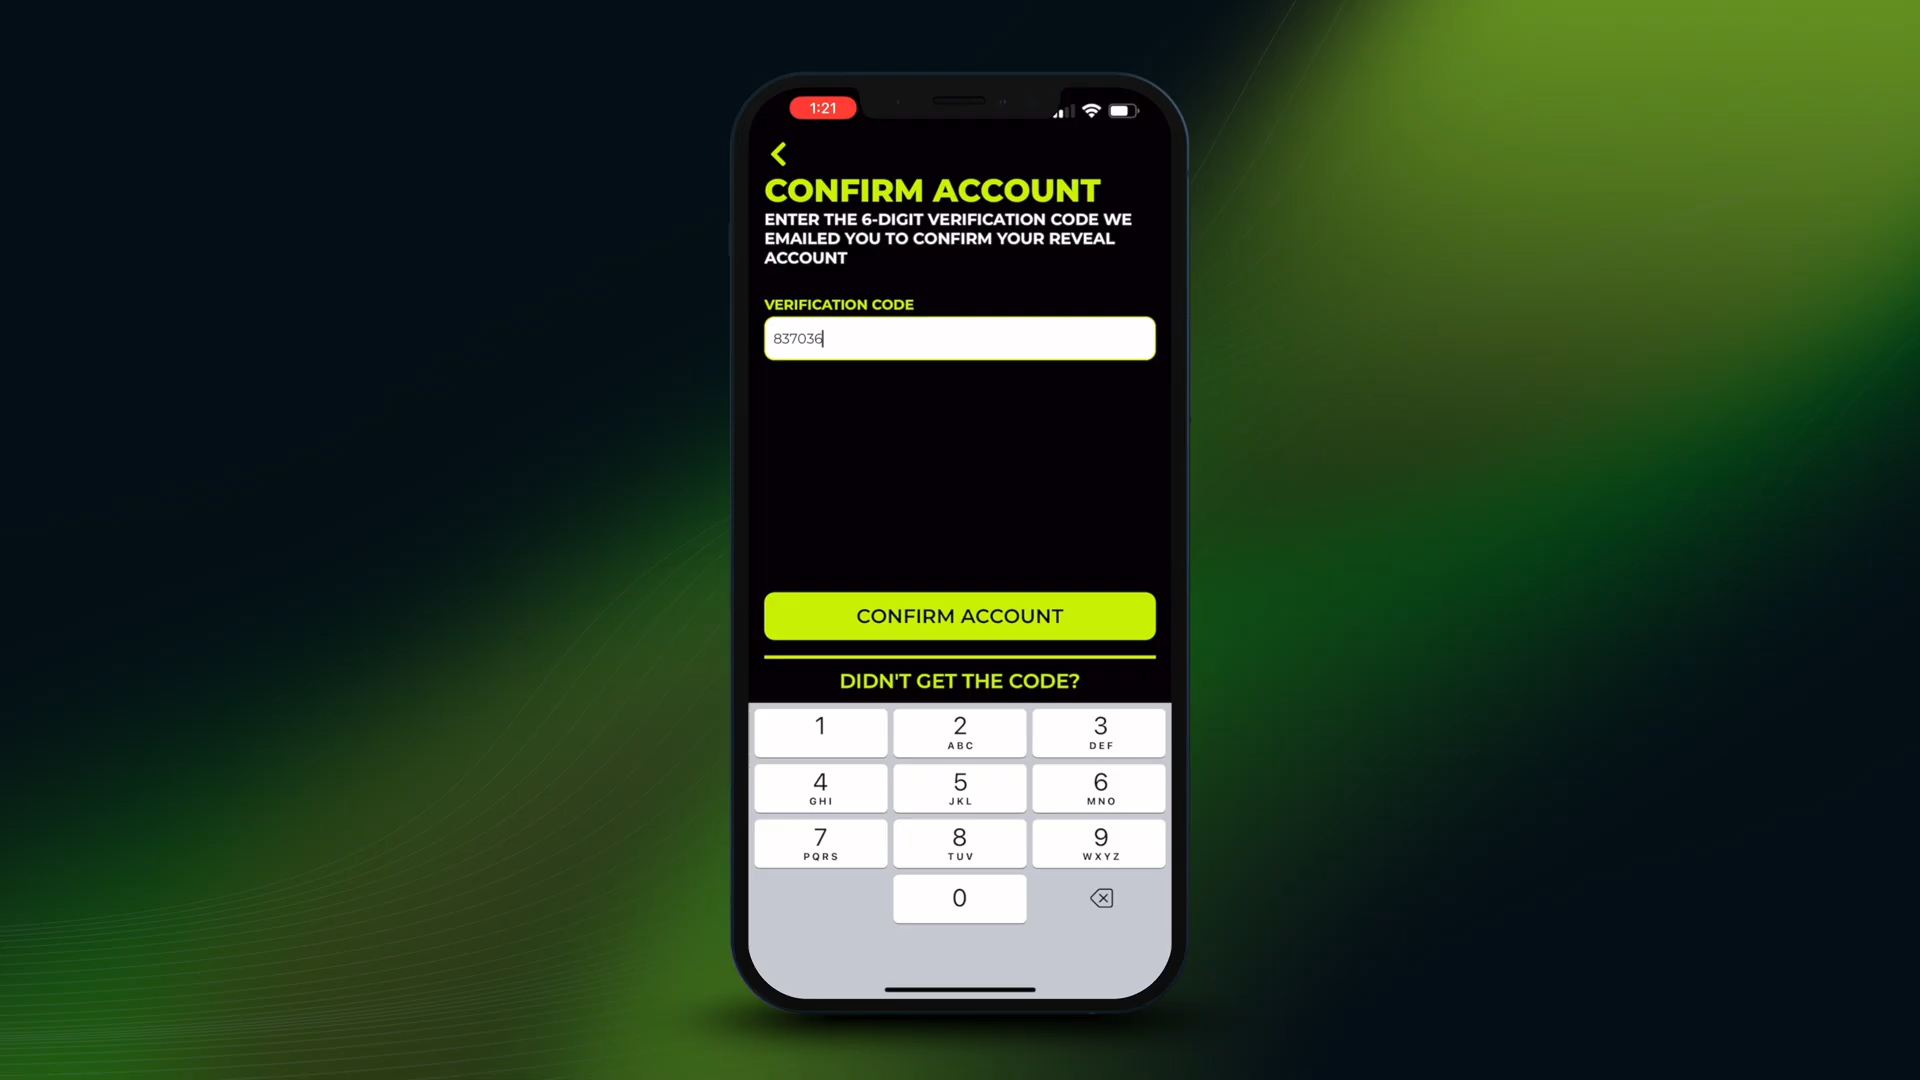 1:21
CONFIRM ACCOUNT
ENTER THE 6-DIGIT VERIFICATION CODE WE
EMAILED YOU TO CONFIRM YOUR REVEAL
ACCOUNT
VERIFICATION CODE
837036
CONFIRM ACCOUNT
DIDN'T GET THE CODE?
1 2 3
ABC DEF
4 5 6
GHI JKL MNO
7 8 9
PQRS TUV WXYZ
0